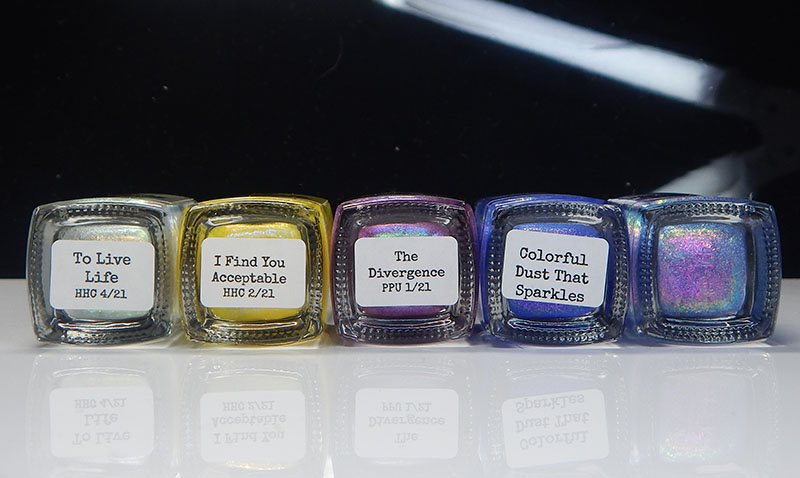 To Live
Life
HHC 4/21
I Find You
Acceptable
HHC 2/21
The
Divergence
PPU 1/21
Colorful
Dust That
Sparkles